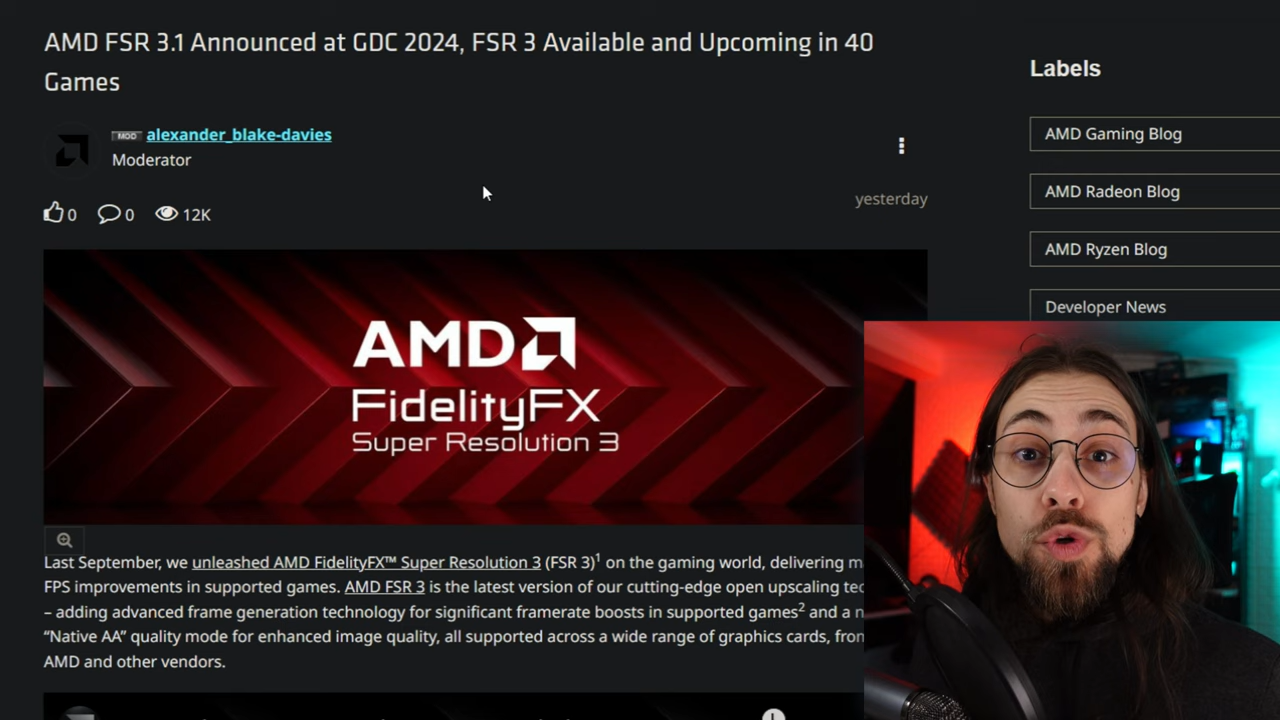 AMD FSR 3.1 Announced at GDC 2024, FSR 3 Available and Upcoming in 40
Games
MOD alexander_blake-davies
Moderator
0 0 12K
yesterday
AMD
FidelityFX
Super Resolution 3
Last September, we unleashed AMD FidelityFX™ Super Resolution 3 (FSR 3)¹ on the gaming world, delivering
FPS improvements in supported games. AMD FSR 3 is the latest version of our cutting-edge open upscaling
– adding advanced frame generation technology for significant framerate boosts in supported games² and a
“Native AA” quality mode for enhanced image quality, all supported across a wide range of graphics cards,
AMD and other vendors.
Labels
AMD Gaming Blog
AMD Radeon Blog
AMD Ryzen Blog
Developer News